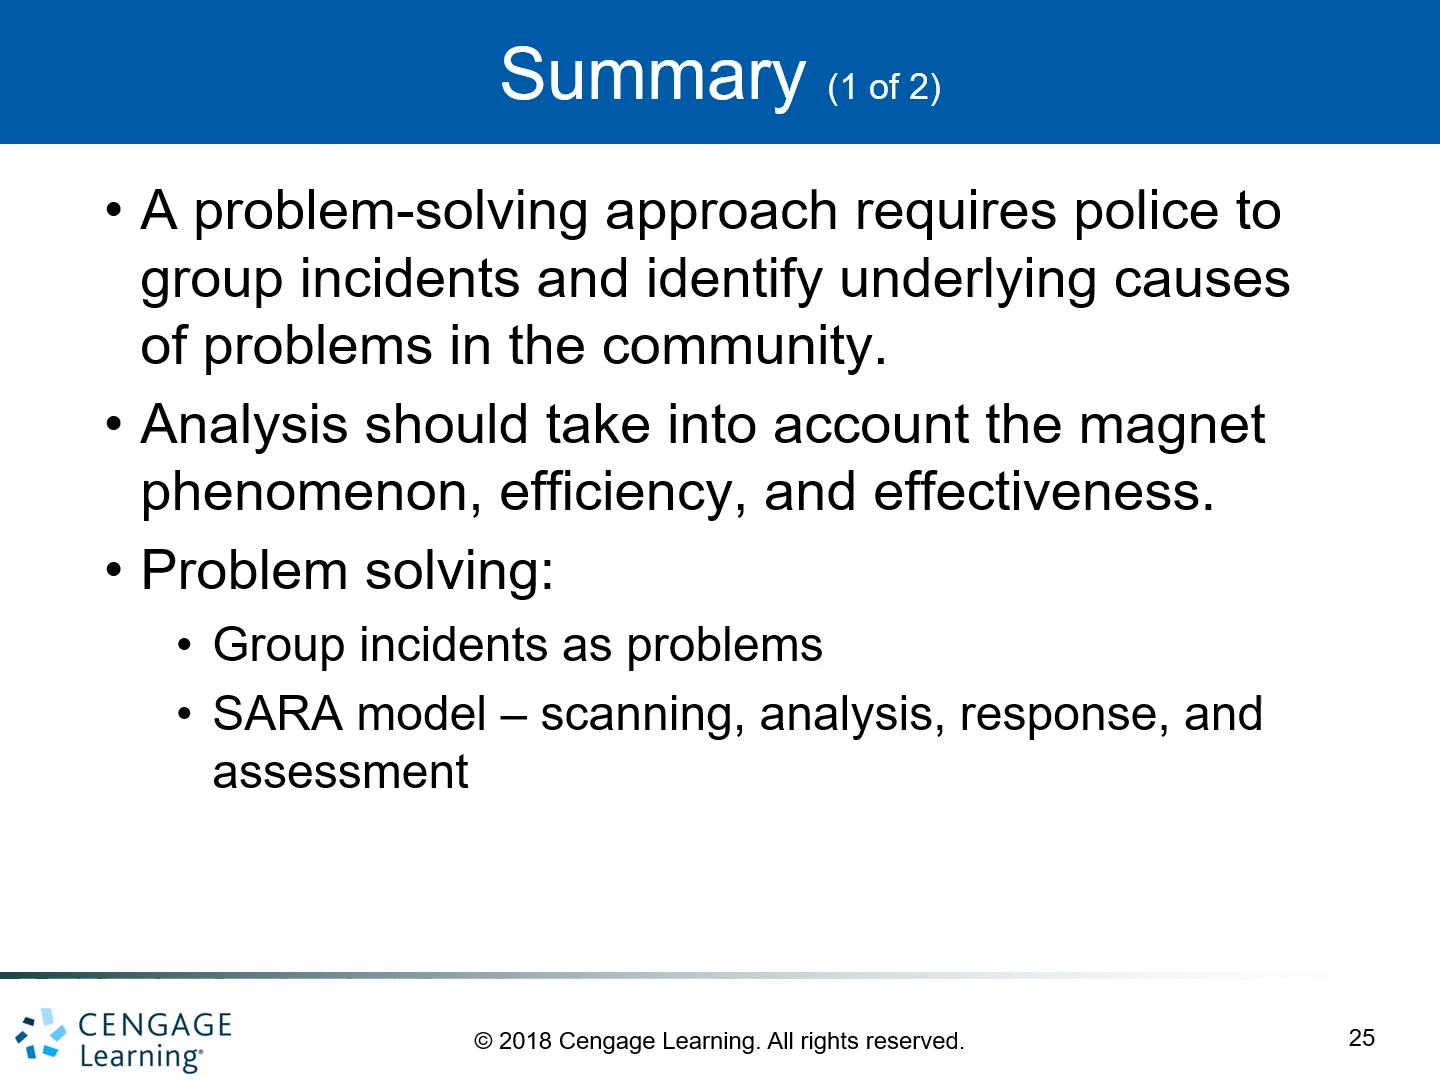 Summary (1 of 2)
• A problem-solving approach requires police to
group incidents and identify underlying causes
of problems in the community.
• Analysis should take into account the magnet
phenomenon, efficiency, and effectiveness.
• Problem solving:
• Group incidents as problems
• SARA model – scanning, analysis, response, and
assessment
CENGAGE
Learning®
© 2018 Cengage Learning. All rights reserved.
25